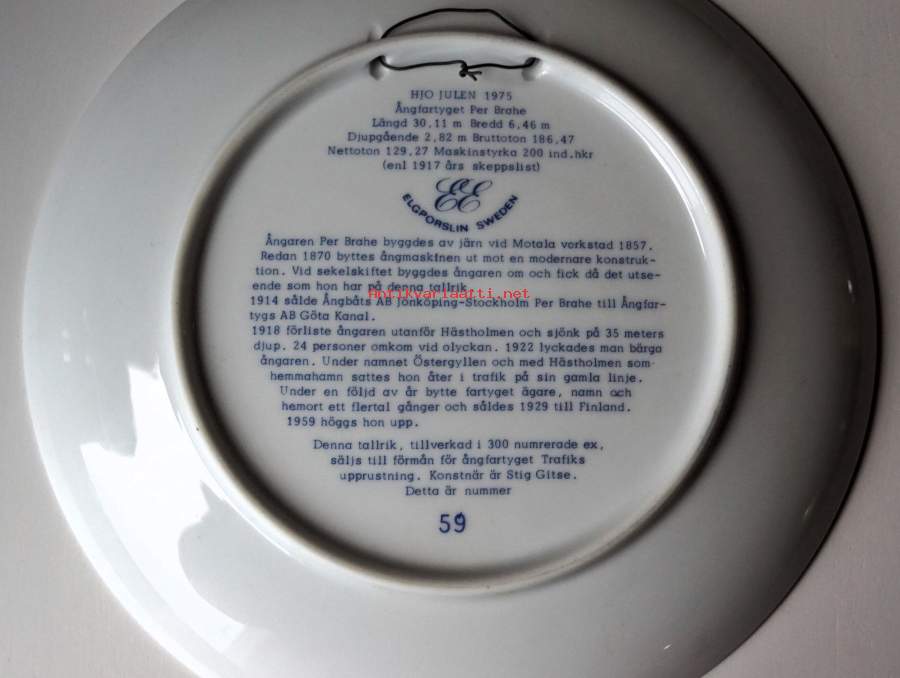 HJO JULEN 1975
Ångfartyget Per Brahe
Längd 30,11 m Bredd 6,46 m
Djupgående 2,82 m Bruttoton 186,47
Nettoton 129,27 Maskinstyrka 200 ind.hkr
(enl 1917 års skeppslist)
EE
ELGPORSLIN SWEDEN
Ångaren Per Brahe byggdes av järn vid Motala verkstad 1857.
Redan 1870 byttes ångmaskinen ut mot en modernare konstruk-
tion. Vid sekelskiftet byggdes ångaren om och fick då det utse-
ende som hon har på denna tallrik.
Antikvariaatti.net
1914 sålde Ångbåts AB Jönköping-Stockholm Per Brahe till Ångfar-
tygs AB Göta Kanal.
1918 förliste ångaren utanför Hästholmen och sjönk på 35 meters
djup. 24 personer omkom vid olyckan. 1922 lyckades man bärga
ångaren. Under namnet Östergyllen och med Hästholmen som
hemmahamn sattes hon åter i trafik på sin gamla linje.
Under en följd av år bytte fartyget ägare, namn och
hemort ett flertal gånger och såldes 1929 till Finland.
1959 höggs hon upp.
Denna tallrik, tillverkad i 300 numrerade ex,
säljs till förmån för ångfartyget Trafiks
upprustning. Konstnär är Stig Gitse.
Detta är nummer
59